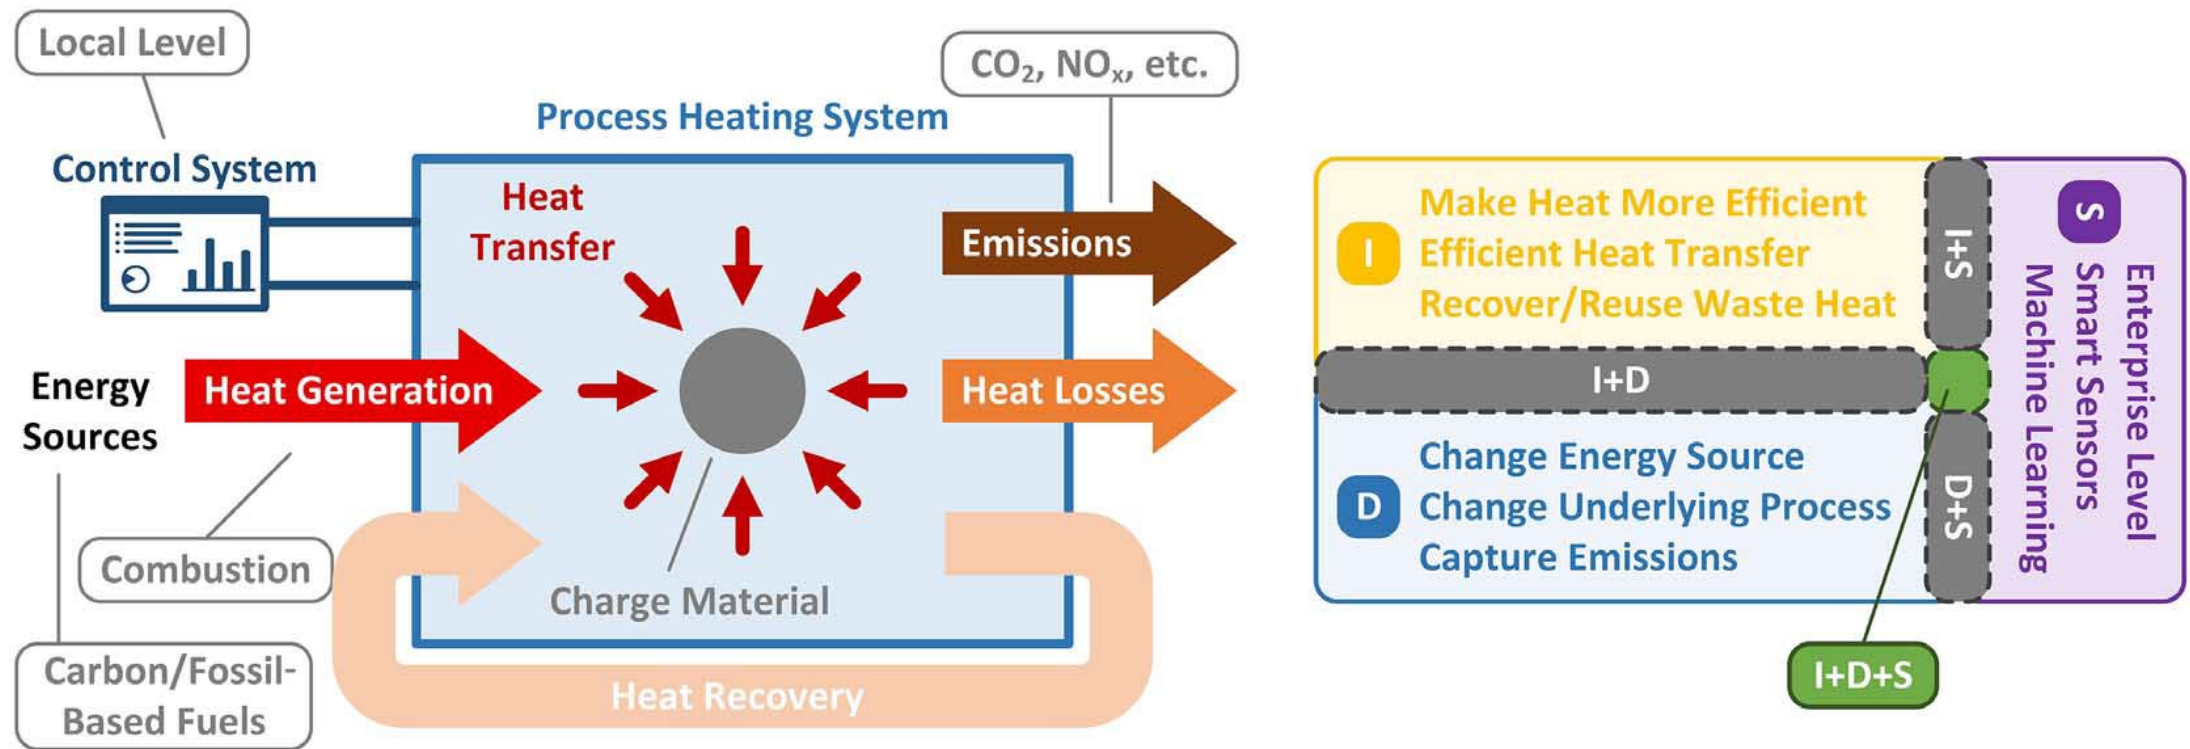 Local Level
Control System
Process Heating System
CO₂, NOₓ, etc.
Heat
Transfer
Emissions
Energy
Sources
Heat Generation
Heat Losses
Combustion
Charge Material
Carbon/Fossil-
Based Fuels
Heat Recovery
I
Make Heat More Efficient
Efficient Heat Transfer
Recover/Reuse Waste Heat
I+S
S
Enterprise Level
Smart Sensors
Machine Learning
I+D
D
Change Energy Source
Change Underlying Process
Capture Emissions
D+S
I+D+S